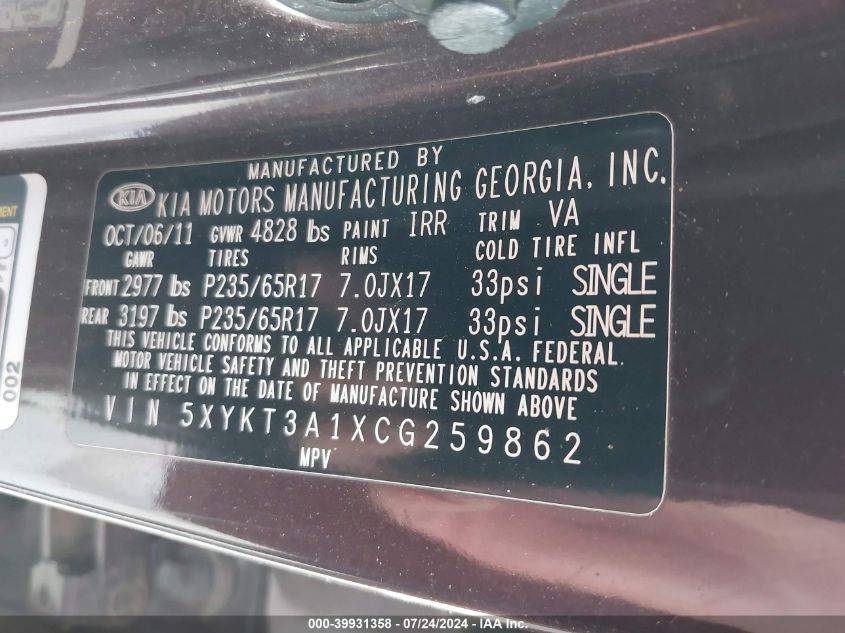 MANUFACTURED BY
KIA KIA MOTORS MANUFACTURING GEORGIA, INC.
OCT/06/11 GVWR 4828 lbs PAINT IRR TRIM VA
GAWR TIRES RIMS COLD TIRE INFL
FRONT 2977 lbs P235/65R17 7.0JX17 33psi SINGLE
REAR 3197 lbs P235/65R17 7.0JX17 33psi SINGLE
THIS VEHICLE CONFORMS TO ALL APPLICABLE U.S.A. FEDERAL
MOTOR VEHICLE SAFETY AND THEFT PREVENTION STANDARDS
IN EFFECT ON THE DATE OF MANUFACTURE SHOWN ABOVE
VIN 5XYKT3A1XCG259862
MPV
002
000-39931358 - 07/24/2024 - IAA Inc.